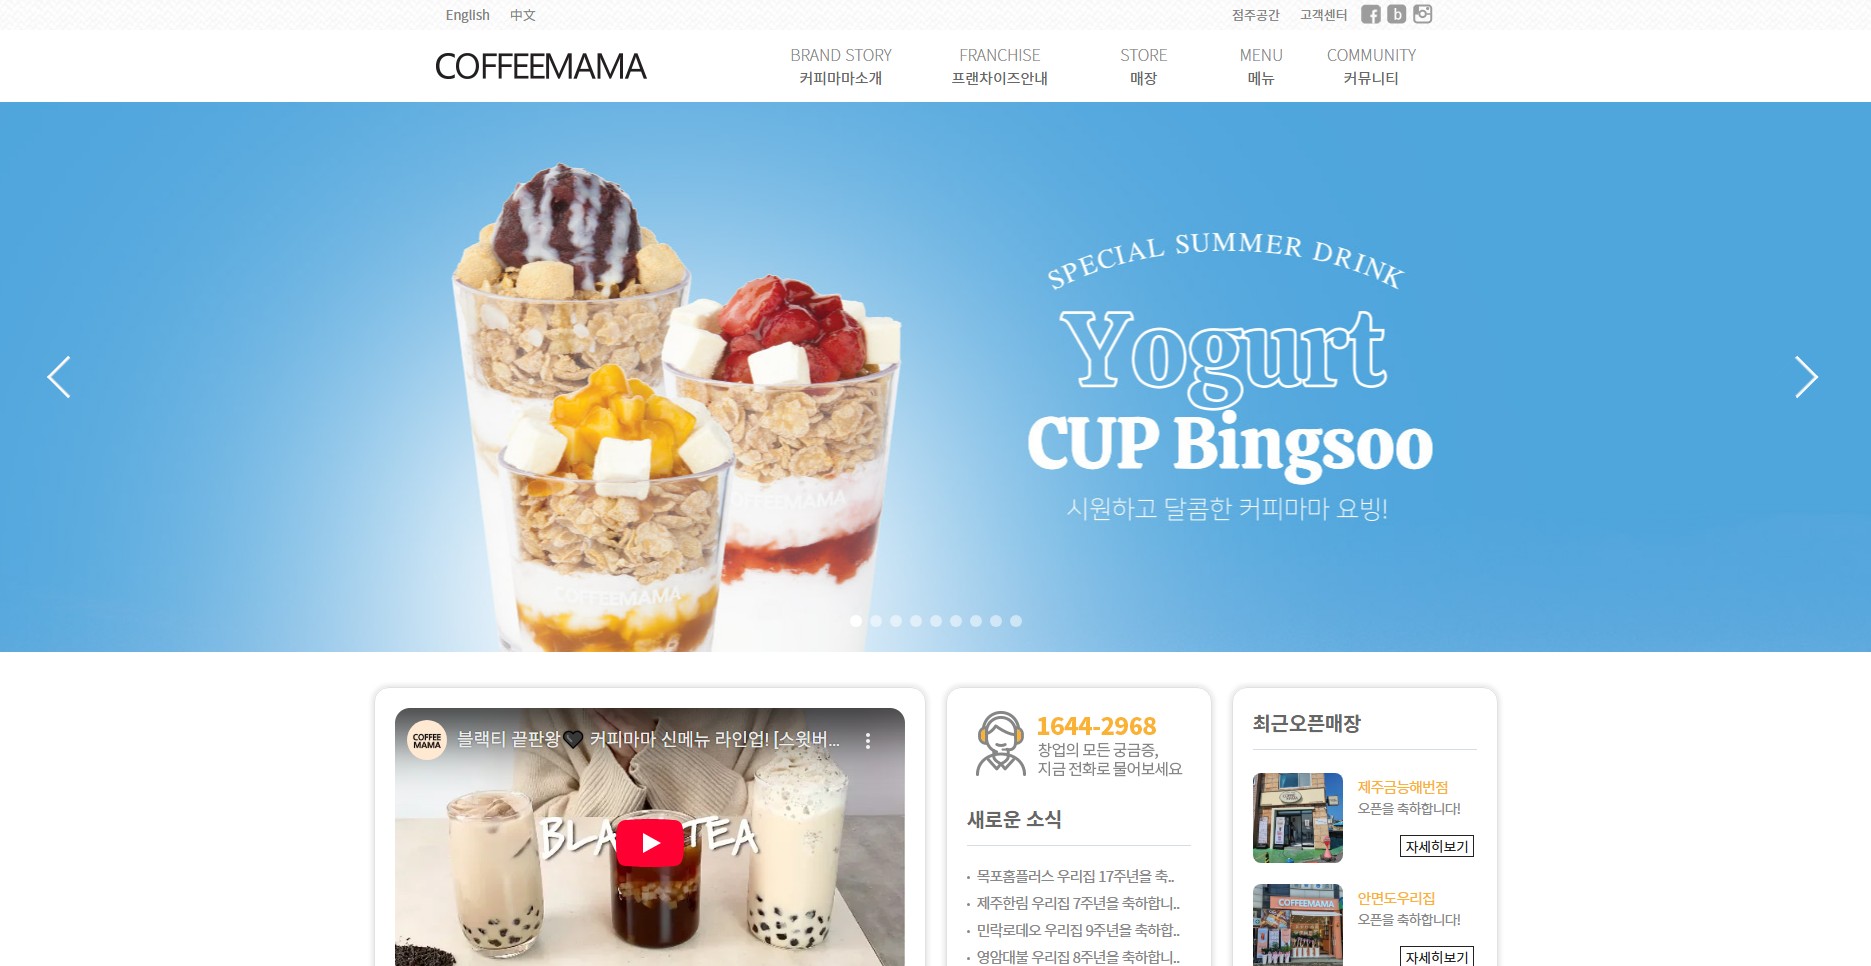 English 中文
점주공간 고객센터
COFFEEMAMA
BRAND STORY FRANCHISE STORE MENU COMMUNITY
커피마마소개 프랜차이즈안내 매장 메뉴 커뮤니티
SPECIAL SUMMER DRINK
Yogurt
CUP Bingsoo
시원하고 달콤한 커피마마 요빙!
COFFEEMAMA
COFFEEMAMA
COFFEE
MAMA
블랙티 끝판왕🖤 커피마마 신메뉴 라인업! [스윗버...
TEA
1644-2968
창업의 모든 궁금증,
지금 전화로 물어보세요
새로운 소식
· 목포홈플러스 우리집 17주년을 축..
· 제주한림 우리집 7주년을 축하합니..
· 민락로데오 우리집 9주년을 축하합..
· 영암대불 우리집 8주년을 축하합니..
최근오픈매장
제주금능해변점
오픈을 축하합니다!
자세히보기
COFFEEMAMA
안면도우리집
오픈을 축하합니다!
자세히보기